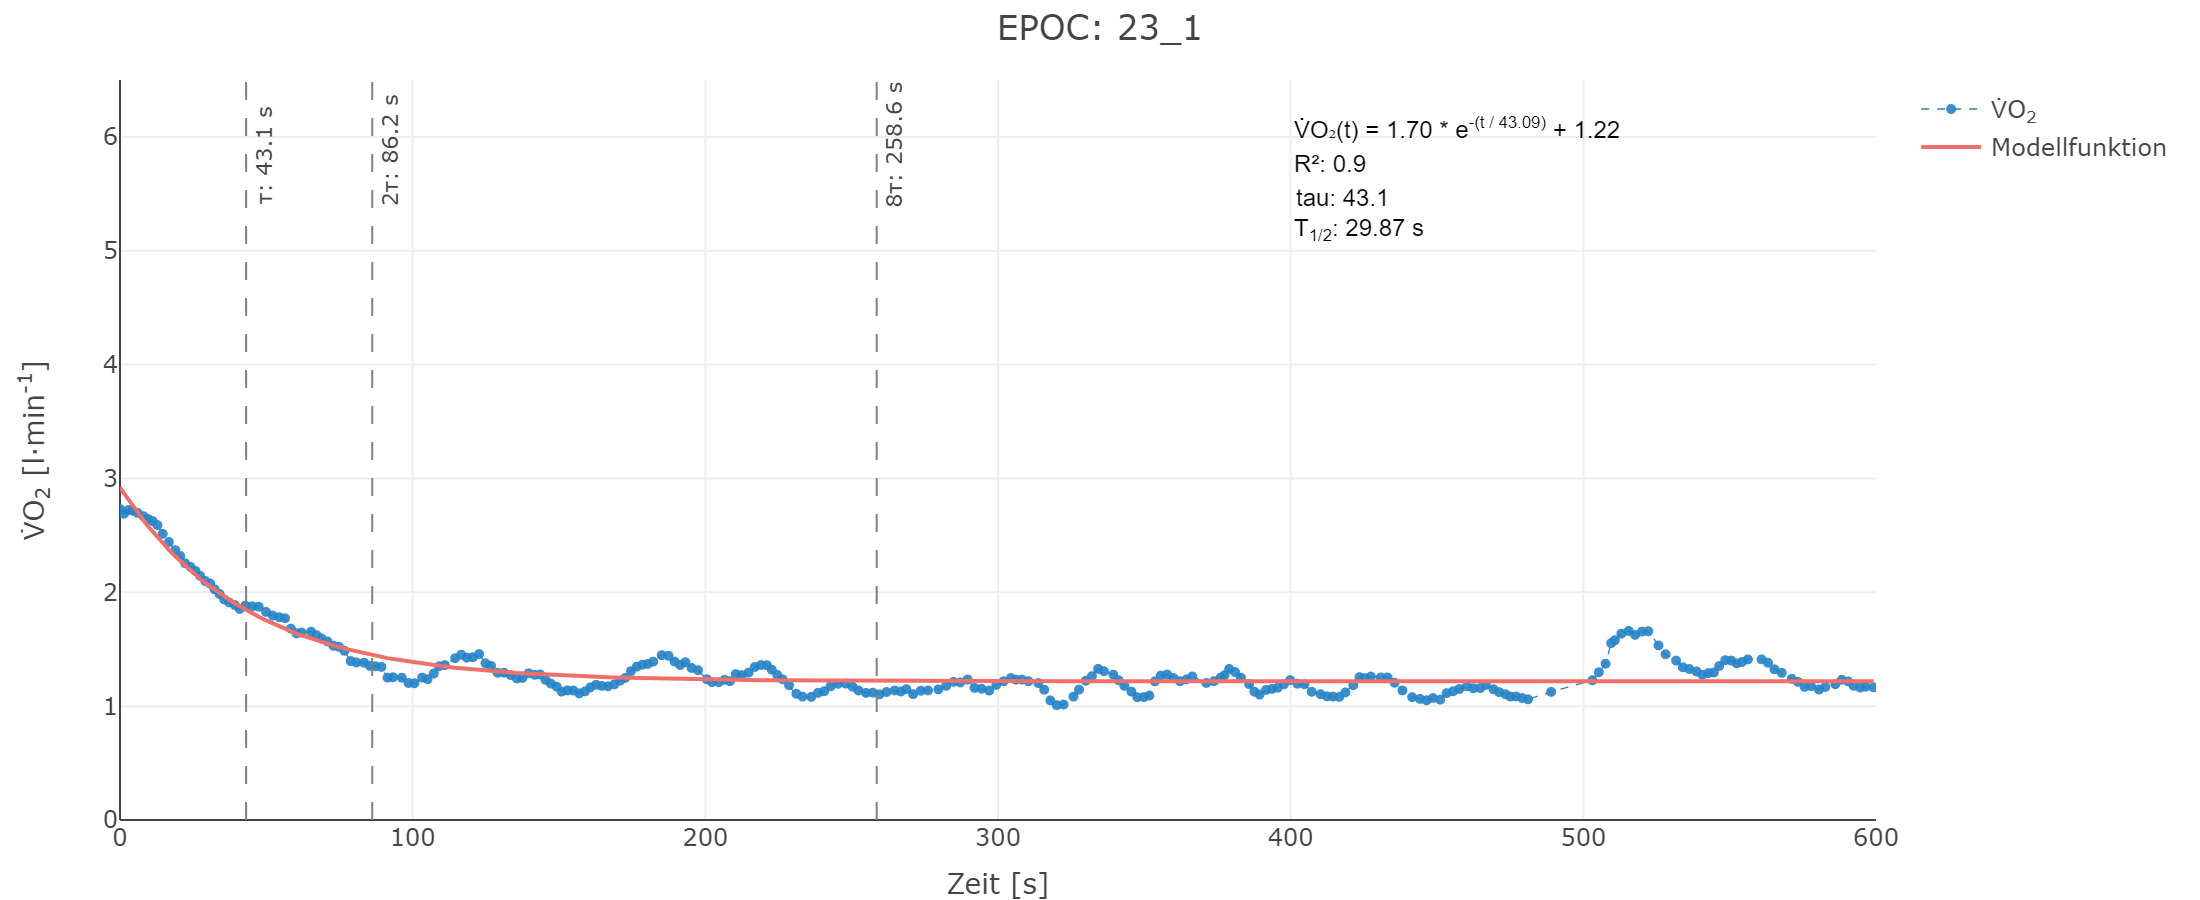 EPOC: 23_1
τ: 43.1 s
2τ: 86.2 s
8τ: 258.6 s
V̇O₂(t) = 1.70 * e^-(t / 43.09) + 1.22
R²: 0.9
tau: 43.1
T1/2: 29.87 s
V̇O₂
Modellfunktion
V̇O₂ [l·min⁻¹]
6
5
4
3
2
1
0
0 100 200 300 400 500 600
Zeit [s]